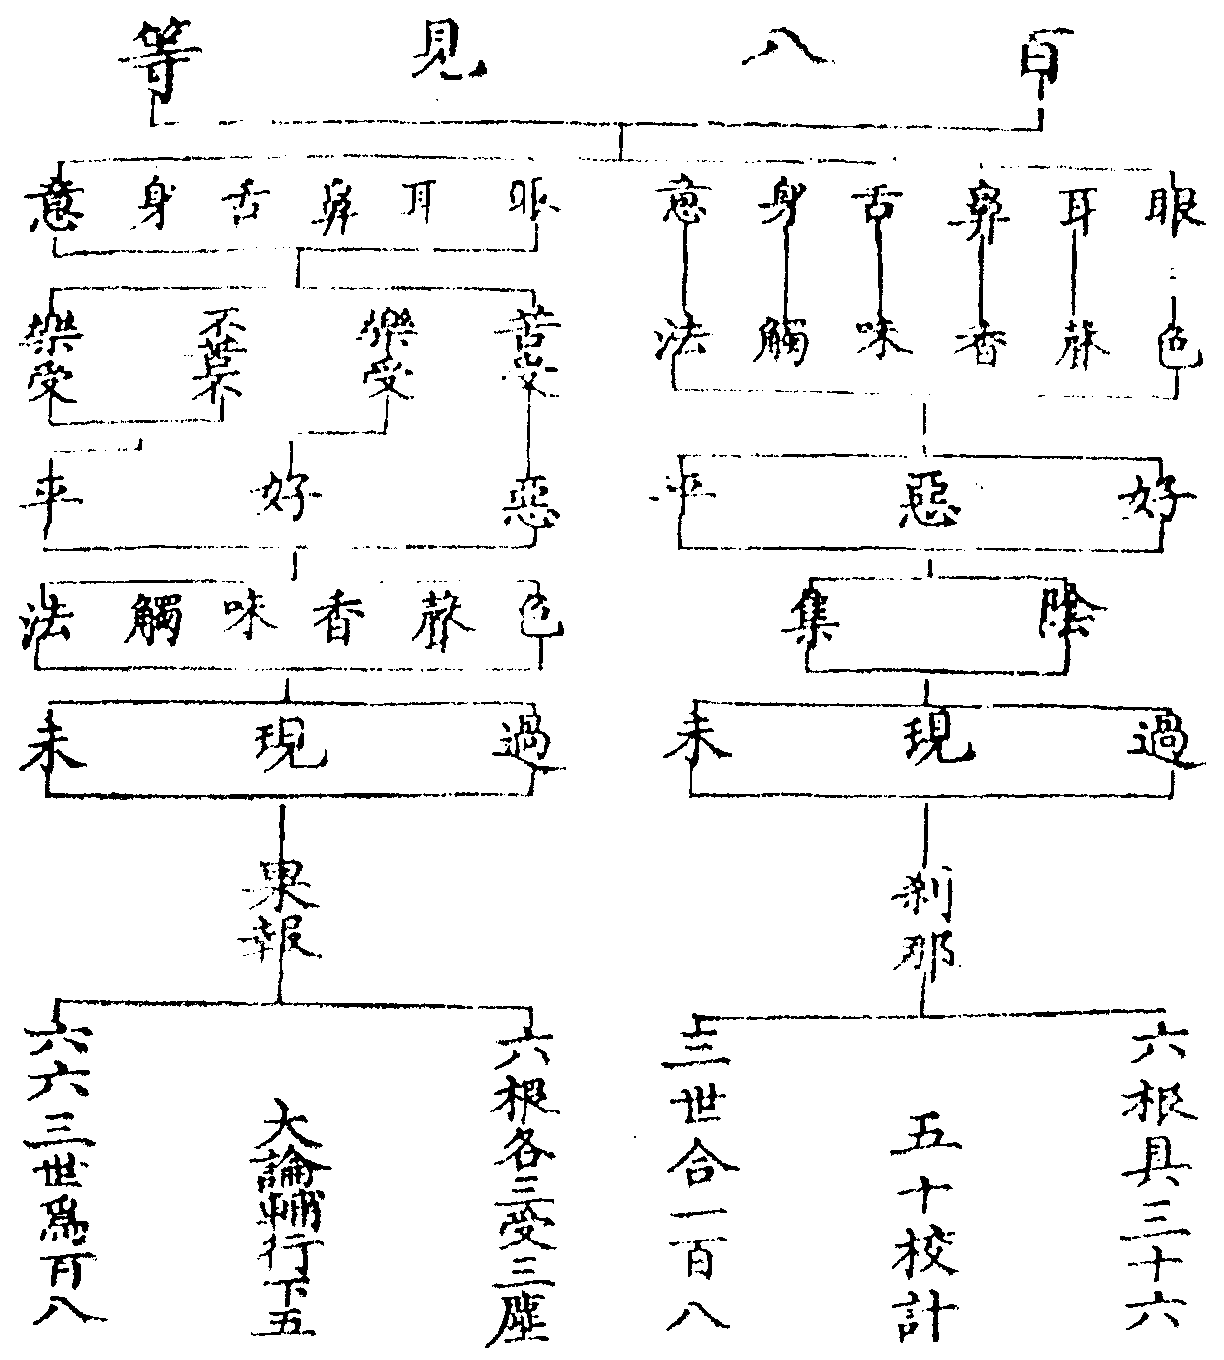 百八見等
眼耳鼻舌身意
色聲香味觸法
好惡平
陰集
過現未
剎那
六根具三十六
五十校計
三世合一百八
眼耳鼻舌身意
苦受
樂受
不苦不
樂受
惡好平
色聲香味觸法
過現未
果報
六根各三受三塵
大論輔行下五
六六三世爲百八